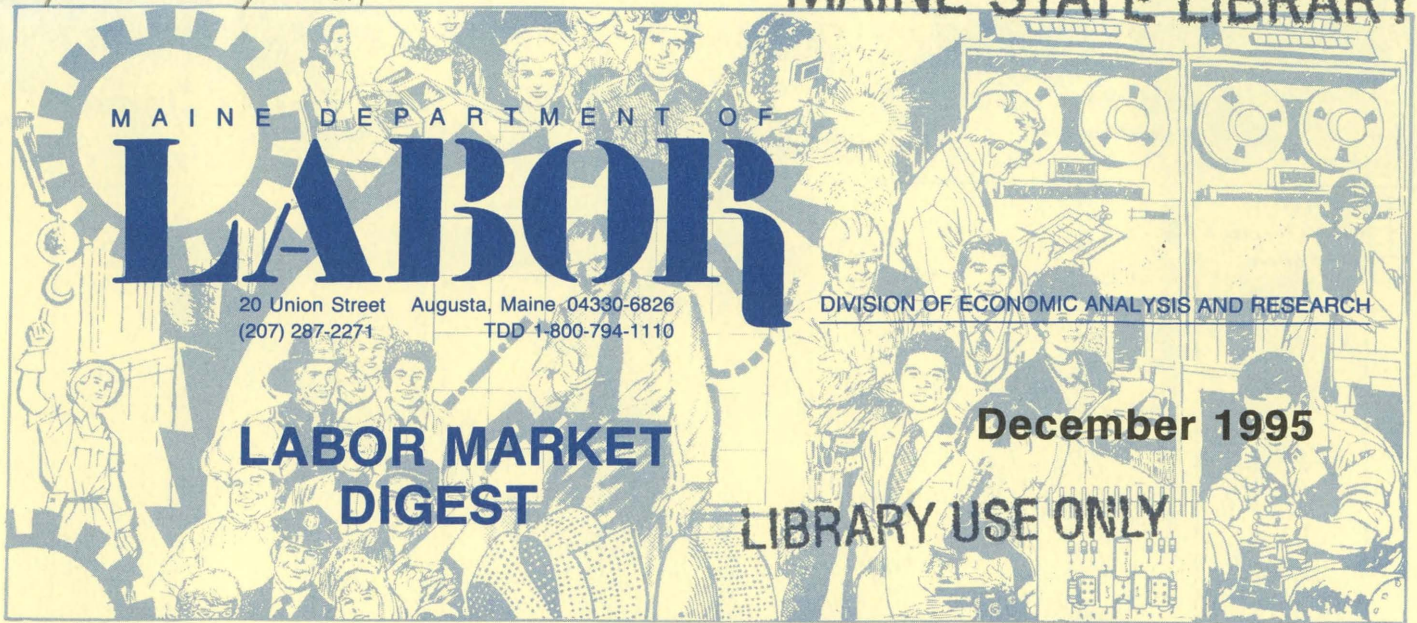 MAINE STATE LIBRARY
MAINE DEPARTMENT OF
LABOR
20 Union Street Augusta, Maine 04330-6826
(207) 287-2271 TDD 1-800-794-1110
DIVISION OF ECONOMIC ANALYSIS AND RESEARCH
LABOR MARKET
DIGEST
December 1995
LIBRARY USE ONLY